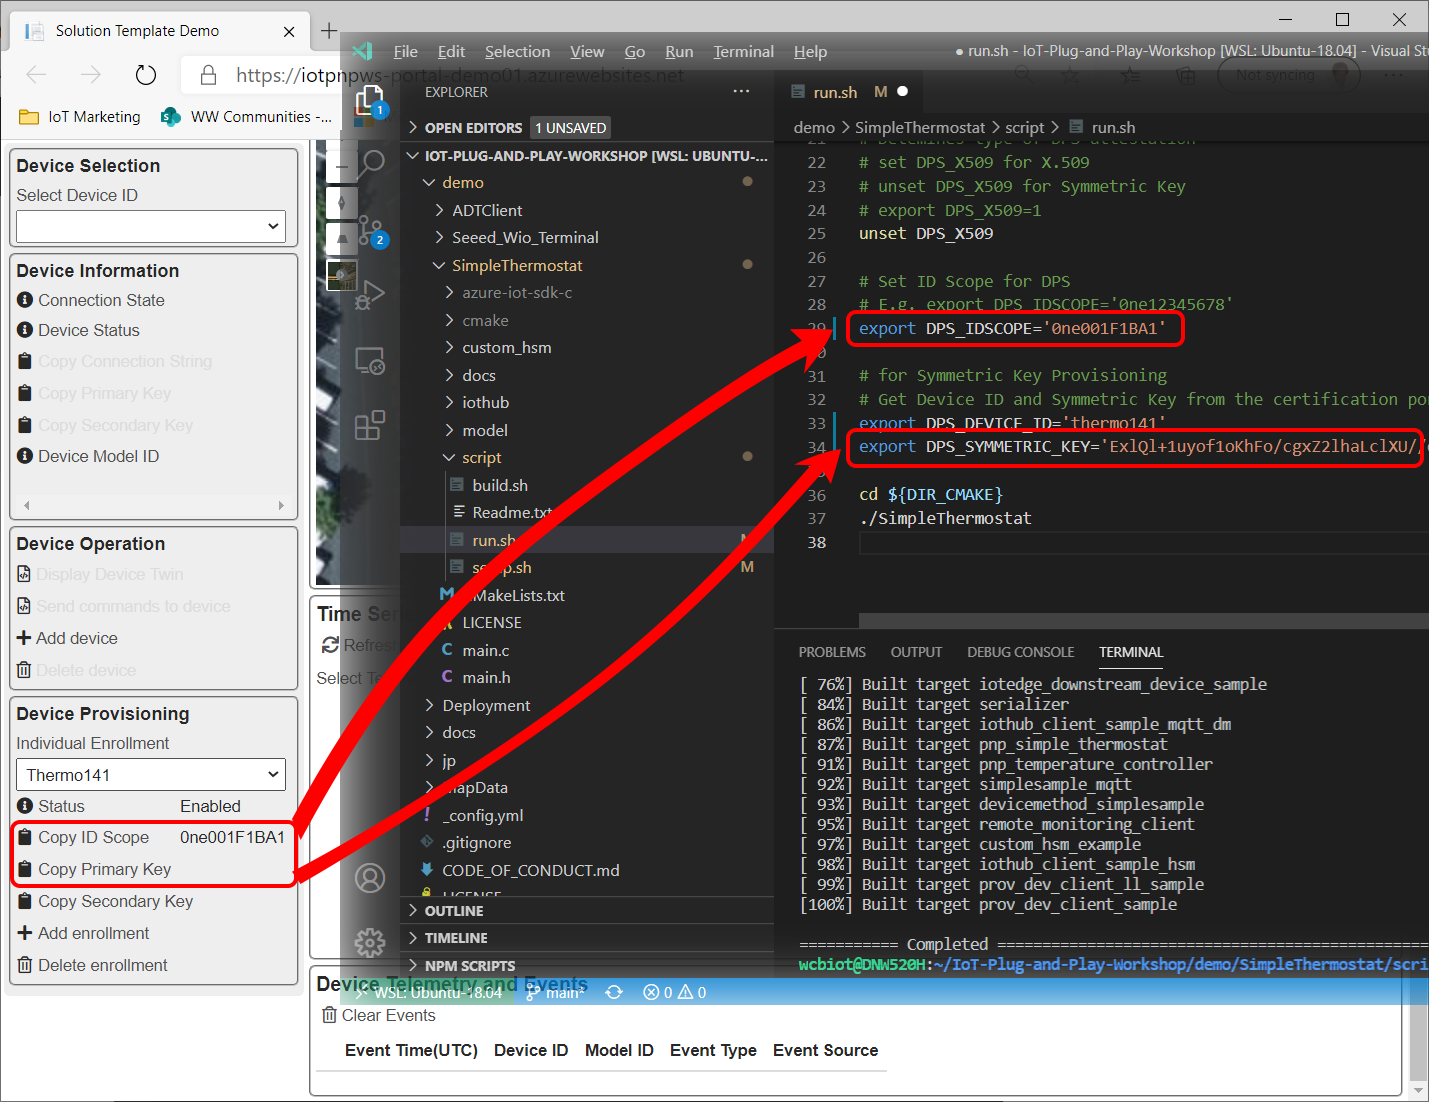 Solution Template Demo
https://iotpnpws-portal-demo01.azurewebsites.net
Not syncing
IoT Marketing
WW Communities -...
Device Selection
Select Device ID
Device Information
Connection State
Device Status
Copy Connection String
Copy Primary Key
Copy Secondary Key
Device Model ID
Device Operation
Display Device Twin
Send commands to device
Add device
Delete device
Device Provisioning
Individual Enrollment
Thermo141
Status Enabled
Copy ID Scope 0ne001F1BA1
Copy Primary Key
Copy Secondary Key
Add enrollment
Delete enrollment
Time Ser
Refres
Select T
Device Telemetry and Events
Clear Events
Event Time(UTC) Device ID Model ID Event Type Event Source
File Edit Selection View Go Run Terminal Help
● run.sh - IoT-Plug-and-Play-Workshop [WSL: Ubuntu-18.04] - Visual Stu
1
2
EXPLORER ...
OPEN EDITORS 1 UNSAVED
IOT-PLUG-AND-PLAY-WORKSHOP [WSL: UBUNTU-...
demo
ADTClient
Seeed_Wio_Terminal
SimpleThermostat
azure-iot-sdk-c
cmake
custom_hsm
docs
iothub
model
script
build.sh
Readme.txt
run.sh M
setup.sh M
CMakeLists.txt
LICENSE
main.c
main.h
Deployment
docs
jp
mapData
_config.yml
.gitignore
CODE_OF_CONDUCT.md
LICENSE
OUTLINE
TIMELINE
NPM SCRIPTS
run.sh M
demo > SimpleThermostat > script > run.sh
21 # Detemines type of DPS attestation
22 # set DPS_X509 for X.509
23 # unset DPS_X509 for Symmetric Key
24 # export DPS_X509=1
25 unset DPS_X509
26
27 # Set ID Scope for DPS
28 # E.g. export DPS_IDSCOPE='0ne12345678'
29 export DPS_IDSCOPE='0ne001F1BA1'
30
31 # for Symmetric Key Provisioning
32 # Get Device ID and Symmetric Key from the certification po
33 export DPS_DEVICE_ID='thermo141'
34 export DPS_SYMMETRIC_KEY='ExlQl+1uyof1oKhFo/cgxZ2lhaLclXU/
36 cd ${DIR_CMAKE}
37 ./SimpleThermostat
38
PROBLEMS OUTPUT DEBUG CONSOLE TERMINAL
[ 76%] Built target iotedge_downstream_device_sample
[ 84%] Built target serializer
[ 86%] Built target iothub_client_sample_mqtt_dm
[ 87%] Built target pnp_simple_thermostat
[ 91%] Built target pnp_temperature_controller
[ 92%] Built target simplesample_mqtt
[ 93%] Built target devicemethod_simplesample
[ 95%] Built target remote_monitoring_client
[ 97%] Built target custom_hsm_example
[ 98%] Built target iothub_client_sample_hsm
[ 99%] Built target prov_dev_client_ll_sample
[100%] Built target prov_dev_client_sample
=========== Completed ================================================
wcbiot@DNW520H:~/IoT-Plug-and-Play-Workshop/demo/SimpleThermostat/scri
WSL: Ubuntu-18.04 main* 0 0